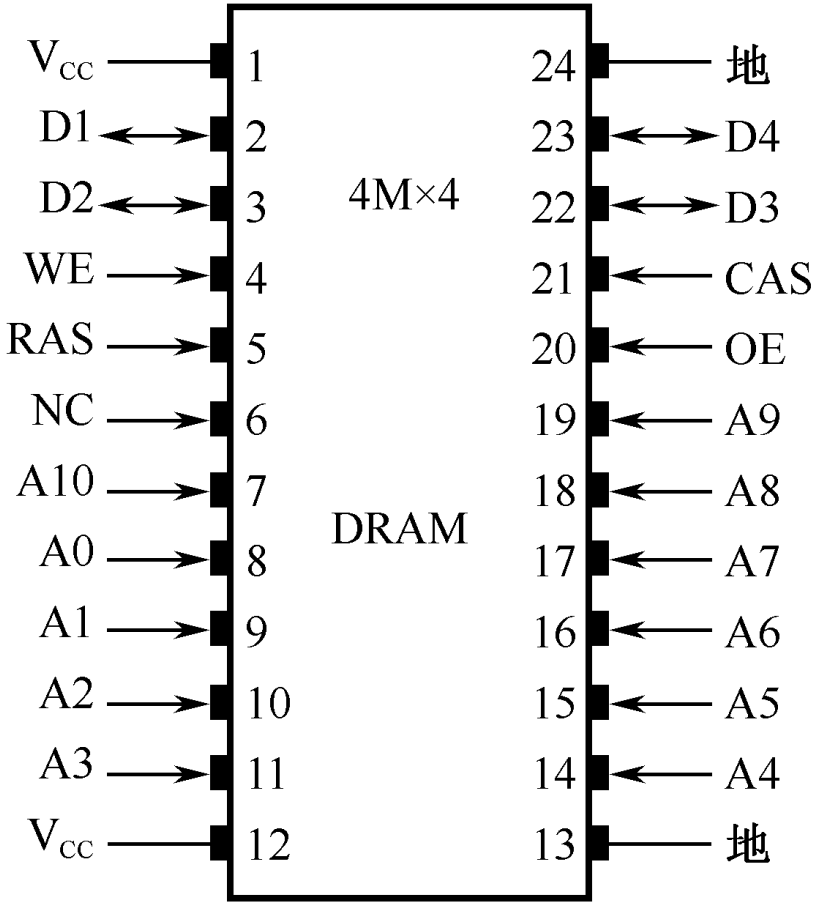 VCC 1 24 地
D1 2 23 D4
D2 3 4M×4 22 D3
WE 4 21 CAS
RAS 5 20 OE
NC 6 19 A9
A10 7 18 A8
A0 8 DRAM 17 A7
A1 9 16 A6
A2 10 15 A5
A3 11 14 A4
VCC 12 13 地